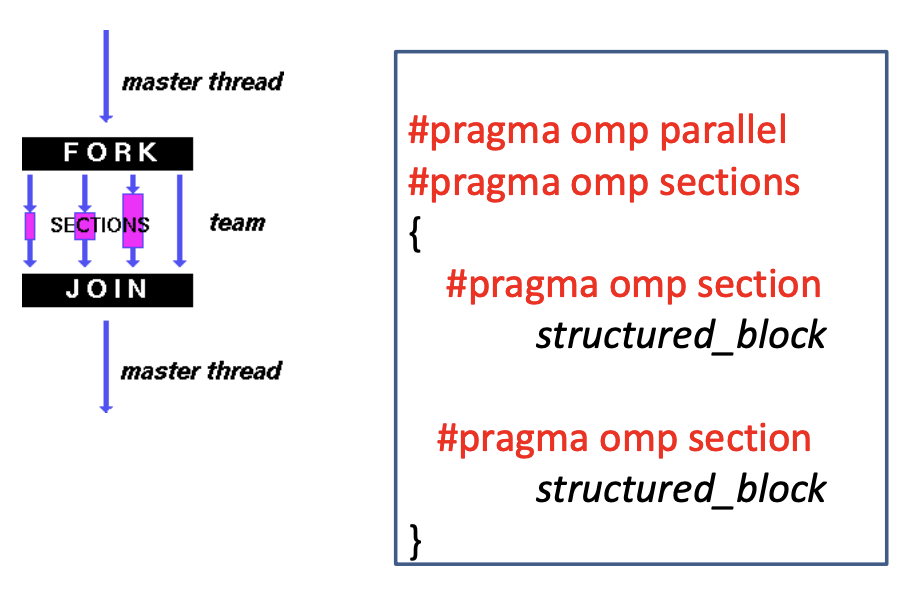 master thread
FORK
SECTIONS
team
JOIN
master thread
#pragma omp parallel
#pragma omp sections
{
#pragma omp section
structured_block
#pragma omp section
structured_block
}